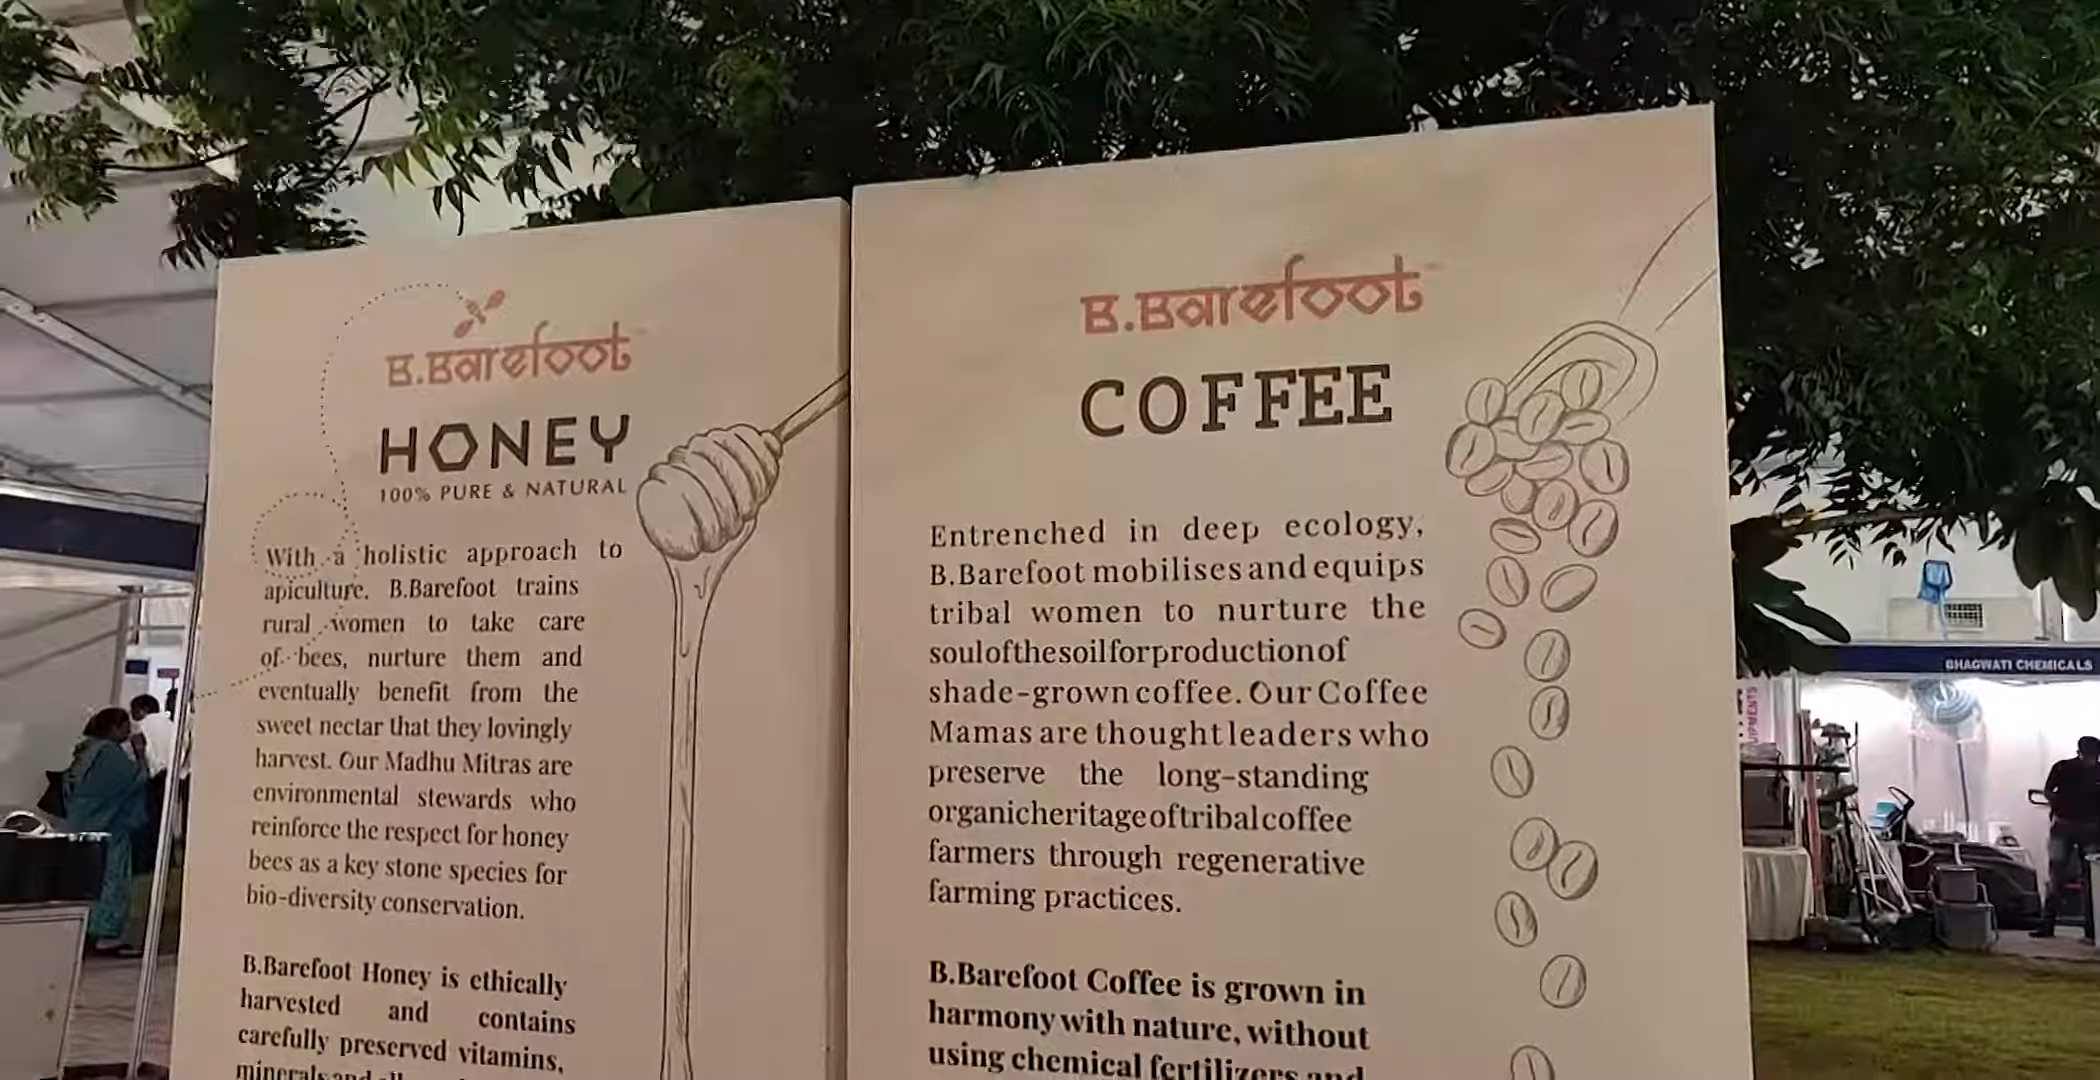 B.Barefoot
HONEY
100% PURE & NATURAL
With a holistic approach to
apiculture. B.Barefoot trains
rural women to take care
of bees, nurture them and
eventually benefit from the
sweet nectar that they lovingly
harvest. Our Madhu Mitras are
environmental stewards who
reinforce the respect for honey
bees as a key stone species for
bio-diversity conservation.
B.Barefoot Honey is ethically
harvested and contains
carefully preserved vitamins,
minerals and
B.Barefoot
COFFEE
Entrenched in deep ecology,
B.Barefoot mobilises and equips
tribal women to nurture the
soul of the soil for production of
shade-grown coffee. Our Coffee
Mamas are thought leaders who
preserve the long-standing
organic heritage of tribal coffee
farmers through regenerative
farming practices.
B.Barefoot Coffee is grown in
harmony with nature, without
using chemical fertilizers and
BHAGWATI CHEMICALS